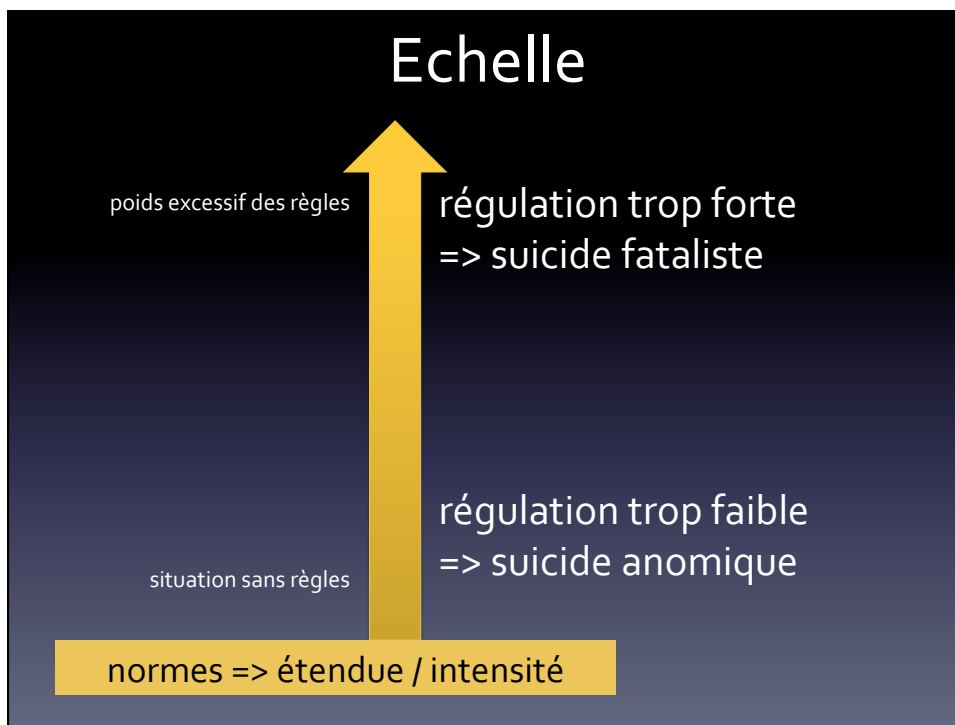 Echelle
poids excessif des règles
régulation trop forte
=> suicide fataliste
régulation trop faible
=> suicide anomique
situation sans règles
normes => étendue / intensité